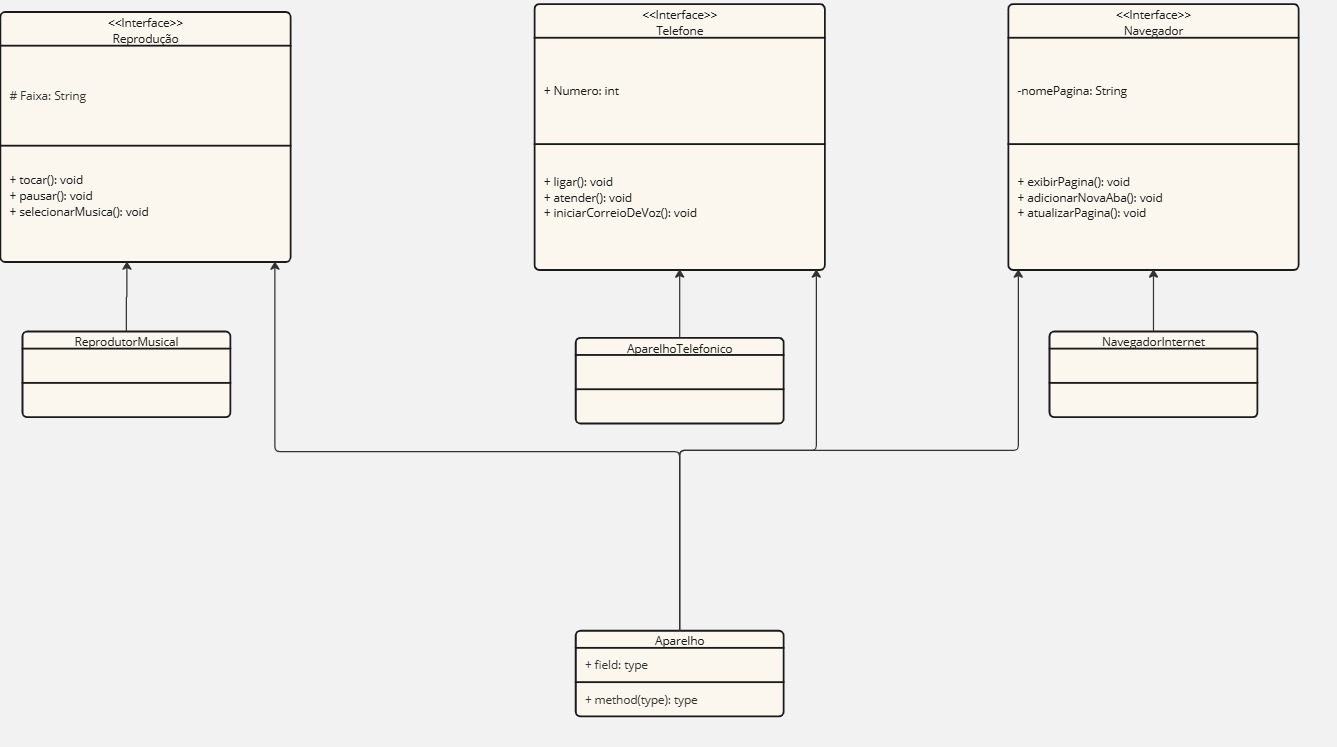 <<Interface>>
Reprodução
# Faixa: String
+ tocar(): void
+ pausar(): void
+ selecionarMusica(): void
<<Interface>>
Telefone
+ Numero: int
+ ligar(): void
+ atender(): void
+ iniciarCorreioDeVoz(): void
<<Interface>>
Navegador
-nomePagina: String
+ exibirPagina(): void
+ adicionarNovaAba(): void
+ atualizarPagina(): void
ReprodutorMusical
AparelhoTelefonico
NavegadorInternet
Aparelho
+ field: type
+ method(type): type